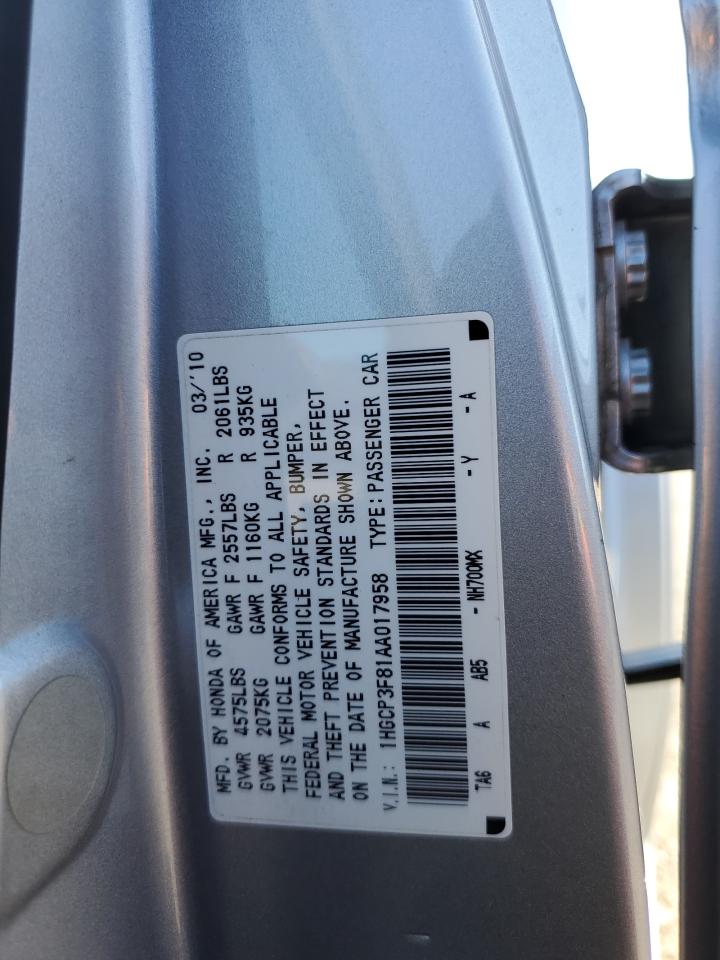 MFD. BY HONDA OF AMERICA MFG., INC. 03/'10
GVWR 4575LBS GAWR F 2557LBS R 2061LBS
GVWR 2075KG GAWR F 1160KG R 935KG
THIS VEHICLE CONFORMS TO ALL APPLICABLE
FEDERAL MOTOR VEHICLE SAFETY, BUMPER,
AND THEFT PREVENTION STANDARDS IN EFFECT
ON THE DATE OF MANUFACTURE SHOWN ABOVE.
V.I.N.: 1HGCP3F81AA017958 TYPE:PASSENGER CAR
TA6 A AB5 - NH700MX - Y - A